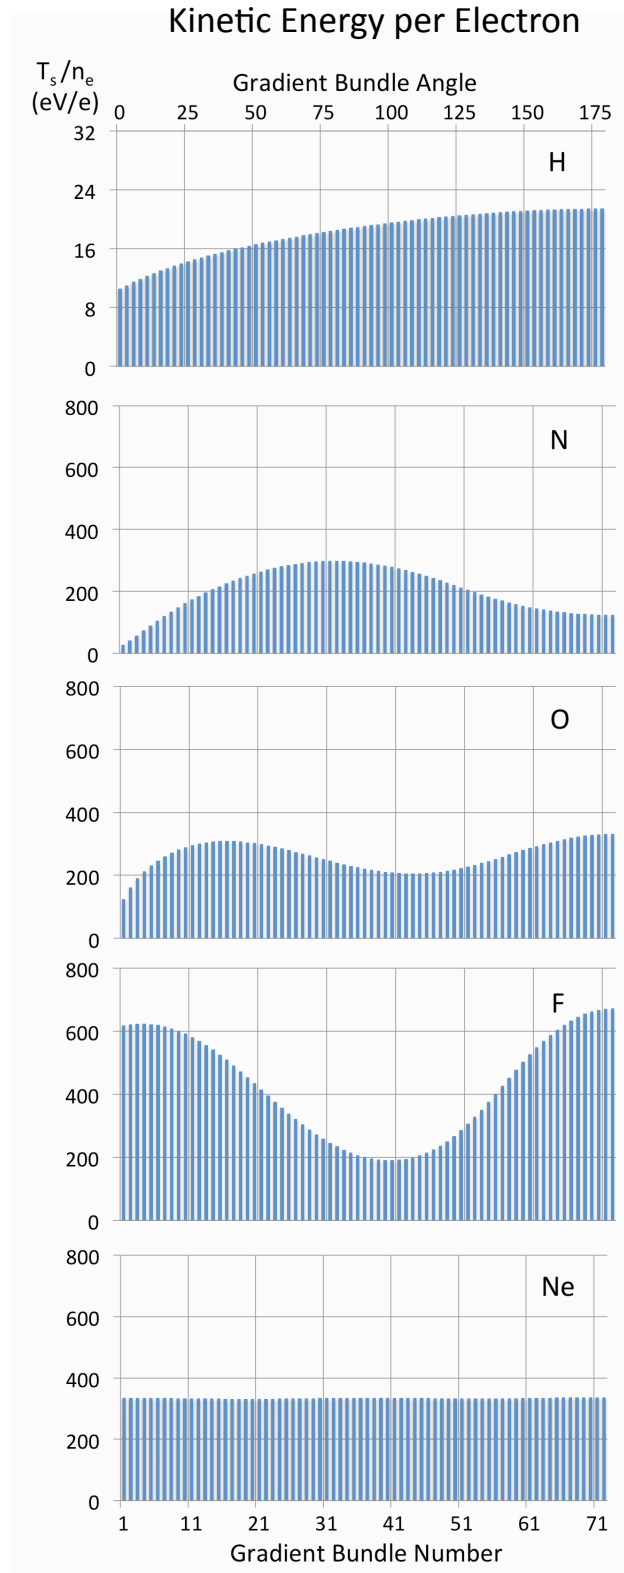 Kinetic Energy per Electron
Ts/ne
(eV/e)
Gradient Bundle Angle
0 25 50 75 100 125 150 175
32
H
24
16
8
0
800
N
600
400
200
0
800
O
600
400
200
0
800
F
600
400
200
0
800
Ne
600
400
200
0
1 11 21 31 41 51 61 71
Gradient Bundle Number